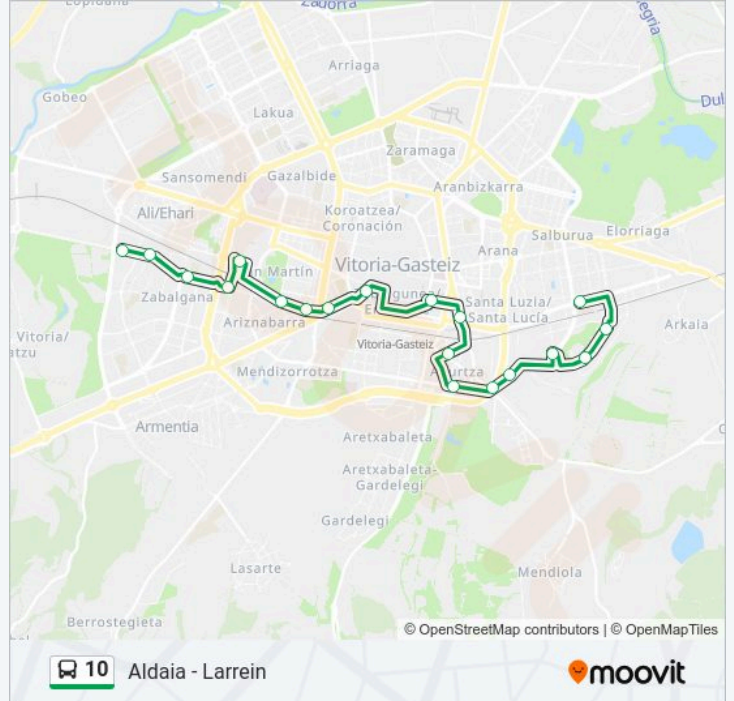 Lopidana
Zadorra
Alegria
Arriaga
Gobeo
Dul
Lakua
Zaramaga
Sansomendi
Gazalbide
Aranbizkarra
Ali/Ehari
Koroatzea/
Coronación
Arana
Salburua
Elorriaga
Vitoria-Gasteiz
San Martín
Zabalgana
Santa Luzia/
Santa Lucía
Ariznabarra
Arkaia
Vitoria/
Vitoria-Gasteiz
Mendizorrotza
Armentia
Aretxabaleta
Aretxabaleta-
Gardelegi
Gardelegi
Lasarte
Mendiola
Berrostegieta
© OpenStreetMap contributors | © OpenMapTiles
10 Aldaia - Larrein
moovit